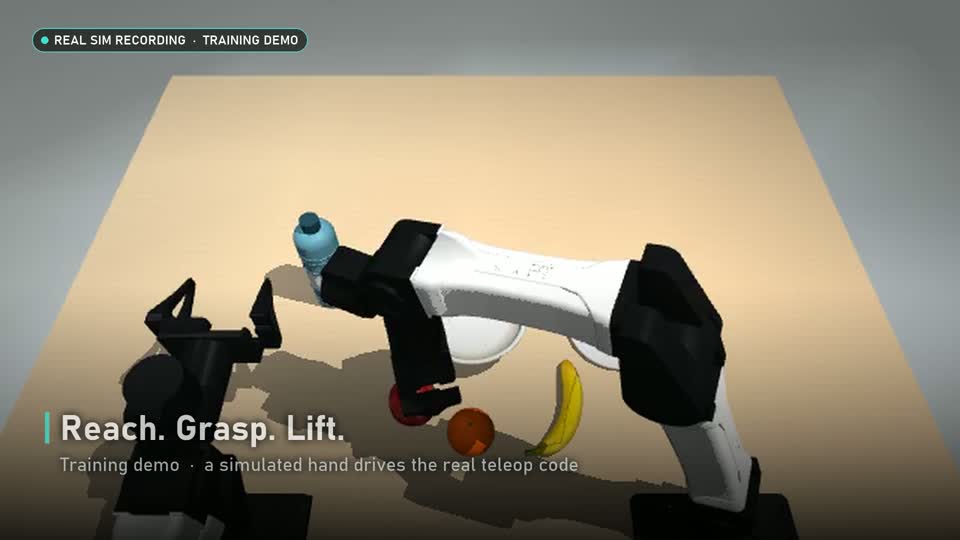 REAL SIM RECORDING · TRAINING DEMO
Reach. Grasp. Lift.
Training demo · a simulated hand drives the real teleop code